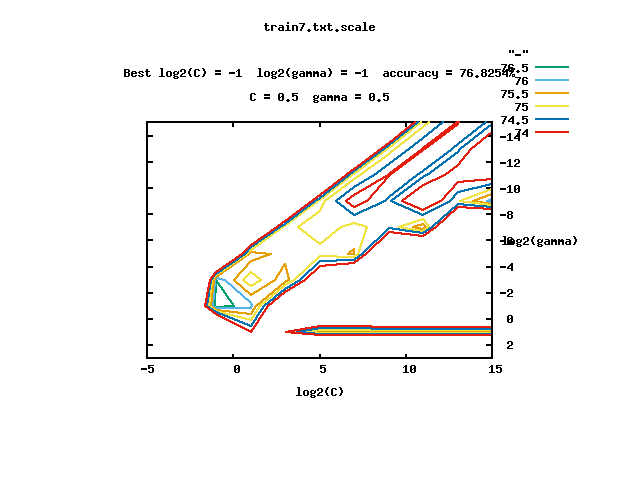 train7.txt.scale
"-"
Best log2(C) = -1  log2(gamma) = -1  accuracy = 76.8254%
76.5
76
C = 0.5  gamma = 0.5
75.5
75
74.5
74
-14
-12
-10
-8
-6
log2(gamma)
-4
-2
0
2
-5 0 5 10 15
log2(C)